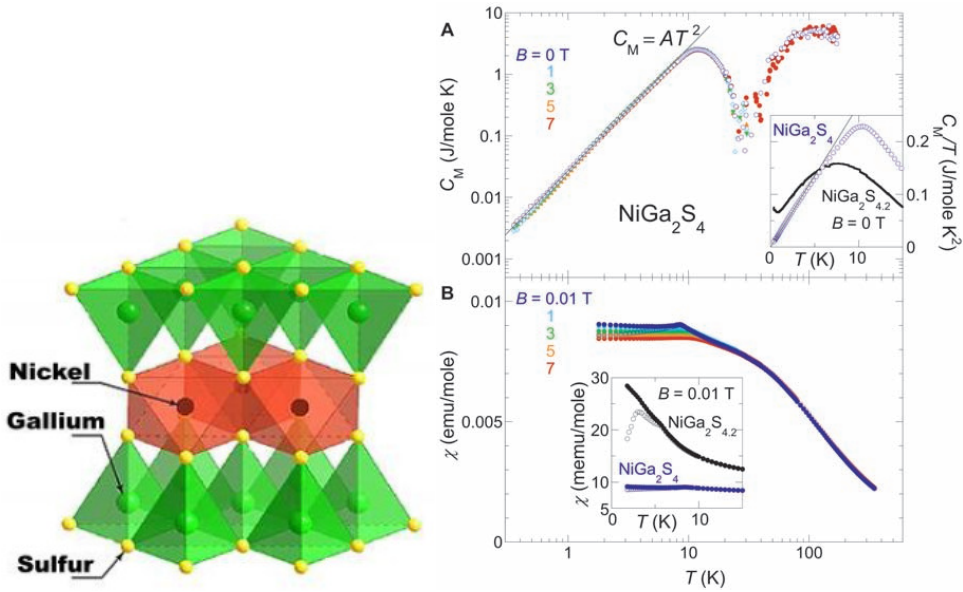 Nickel
Gallium
Sulfur
A
B = 0 T
1
3
5
7
C_M = AT^2
10
1
0.1
0.01
0.001
C_M (J/mole K)
NiGa2S4
NiGa2S4
NiGa2S4.2
B = 0 T
0.2
0.1
0
C_M/T (J/mole K^2)
0
10
T (K)
B
B = 0.01 T
1
3
5
7
0.01
0.005
0
χ (emu/mole)
30
20
10
5
χ (memu/mole)
B = 0.01 T
NiGa2S4.2
NiGa2S4
0
10
T (K)
1
10
100
T (K)